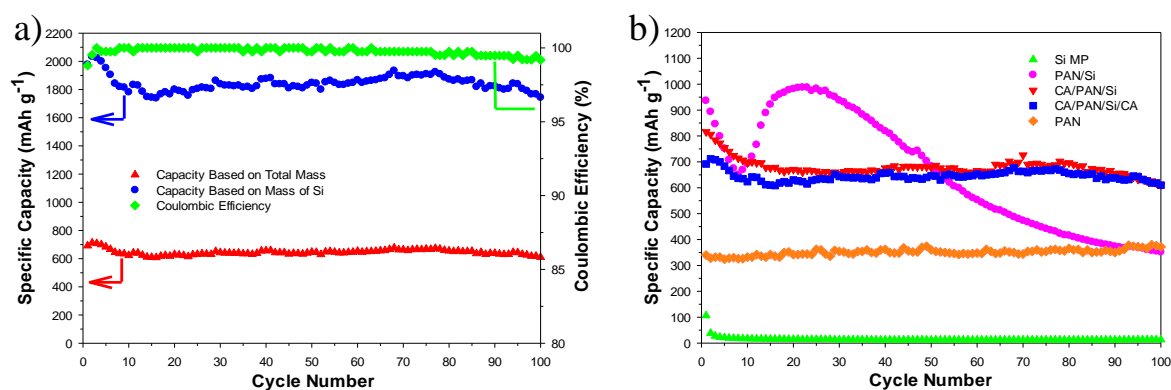 a)
2200
2000
1800
1600
1400
1200
1000
800
600
400
200
0
Specific Capacity (mAh g⁻¹)
100
95
90
85
80
Coulombic Efficiency (%)
Capacity Based on Total Mass
Capacity Based on Mass of Si
Coulombic Efficiency
0 10 20 30 40 50 60 70 80 90 100
Cycle Number
b)
1200
1100
1000
900
800
700
600
500
400
300
200
100
0
Specific Capacity (mAh g⁻¹)
Si MP
PAN/Si
CA/PAN/Si
CA/PAN/Si/CA
PAN
0 10 20 30 40 50 60 70 80 90 100
Cycle Number